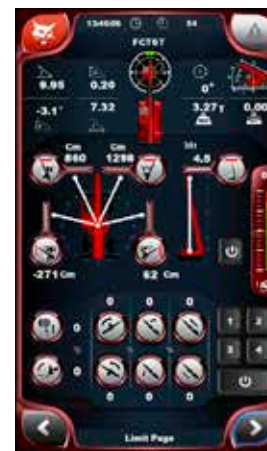 134506 54
FCT6T
9.95 0.20 0°
-3.1° 7.32 3.27 T 0.00
Cm Cm Mt
860 1298 4.5
-271 Cm 62 Cm
0 0 0
0 1 2
% % %
0 3 4
0 0 0
Limit Page